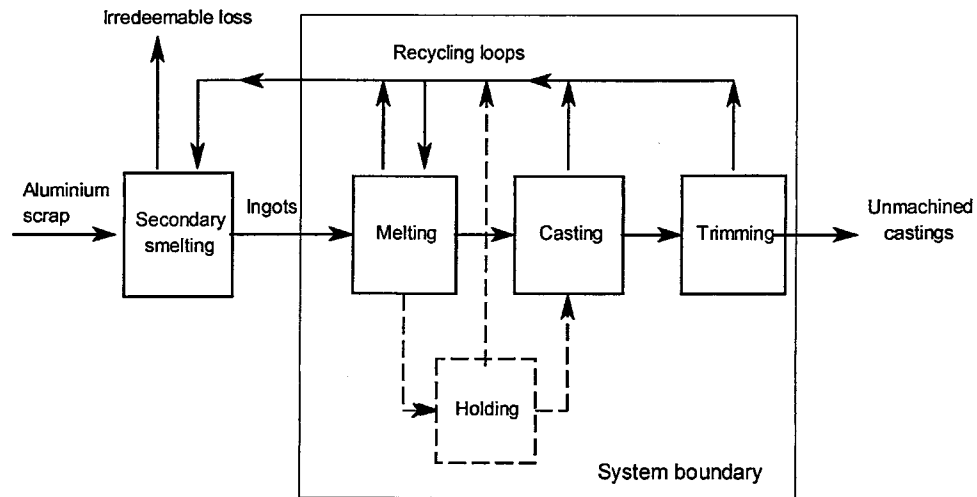 Irredeemable loss
Recycling loops
Aluminium
scrap
Secondary
smelting
Ingots
Melting
Casting
Trimming
Unmachined
castings
Holding
System boundary